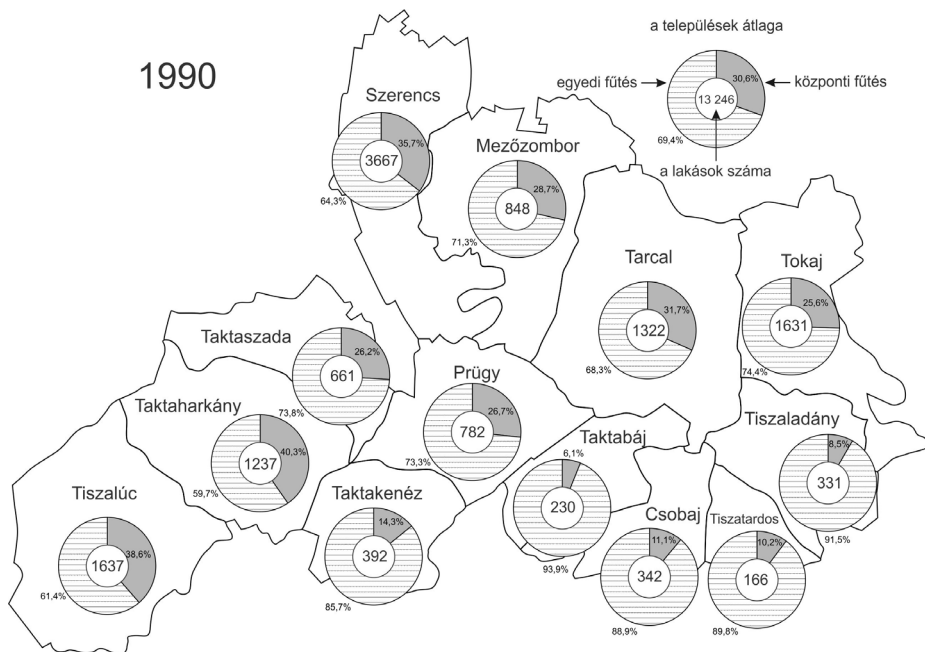 1990
a települések átlaga
egyedi fűtés
30,6%
központi fűtés
13 246
69,4%
a lakások száma
Szerencs
35,7%
3667
64,3%
Mezőzombor
28,7%
848
71,3%
Tarcal
31,7%
1322
68,3%
Tokaj
25,6%
1631
74,4%
Taktaszada
26,2%
661
73,8%
Prügy
26,7%
782
73,3%
Taktaharkány
40,3%
1237
59,7%
Tiszaladány
8,5%
331
91,5%
Taktabáj
6,1%
230
93,9%
Tiszalúc
38,6%
1637
61,4%
Taktakenéz
14,3%
392
85,7%
Csobaj
11,1%
342
88,9%
Tiszatardos
10,2%
166
89,8%